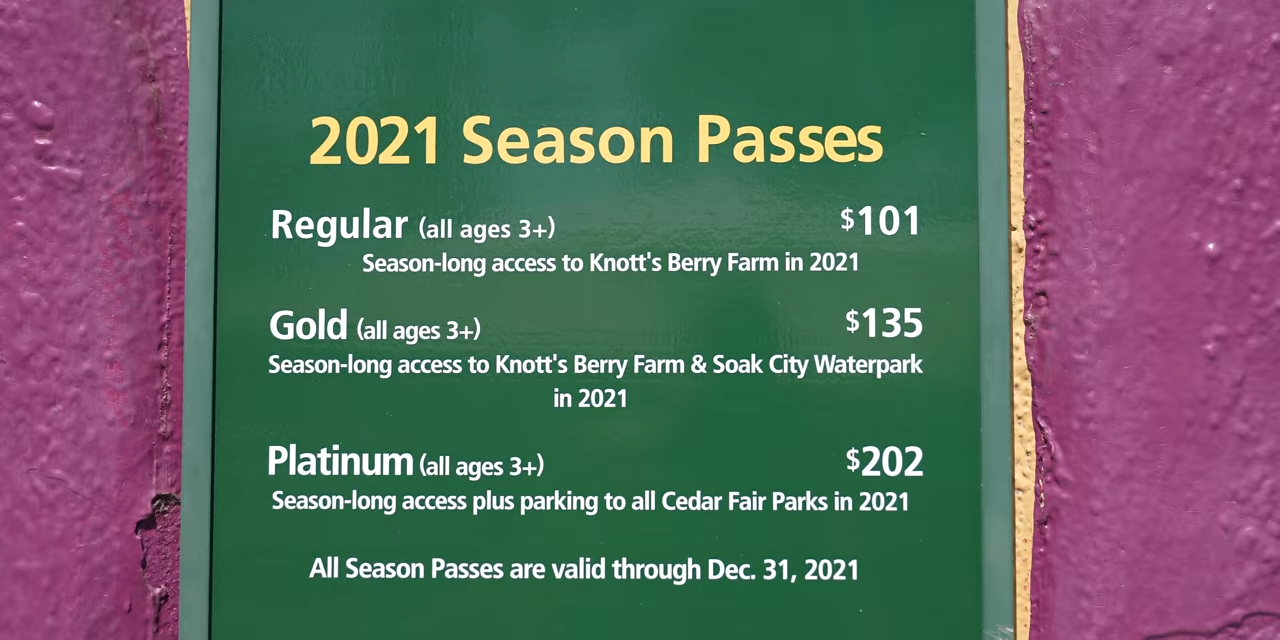 2021 Season Passes
Regular (all ages 3+) $101
Season-long access to Knott's Berry Farm in 2021
Gold (all ages 3+) $135
Season-long access to Knott's Berry Farm & Soak City Waterpark
in 2021
Platinum (all ages 3+) $202
Season-long access plus parking to all Cedar Fair Parks in 2021
All Season Passes are valid through Dec. 31, 2021